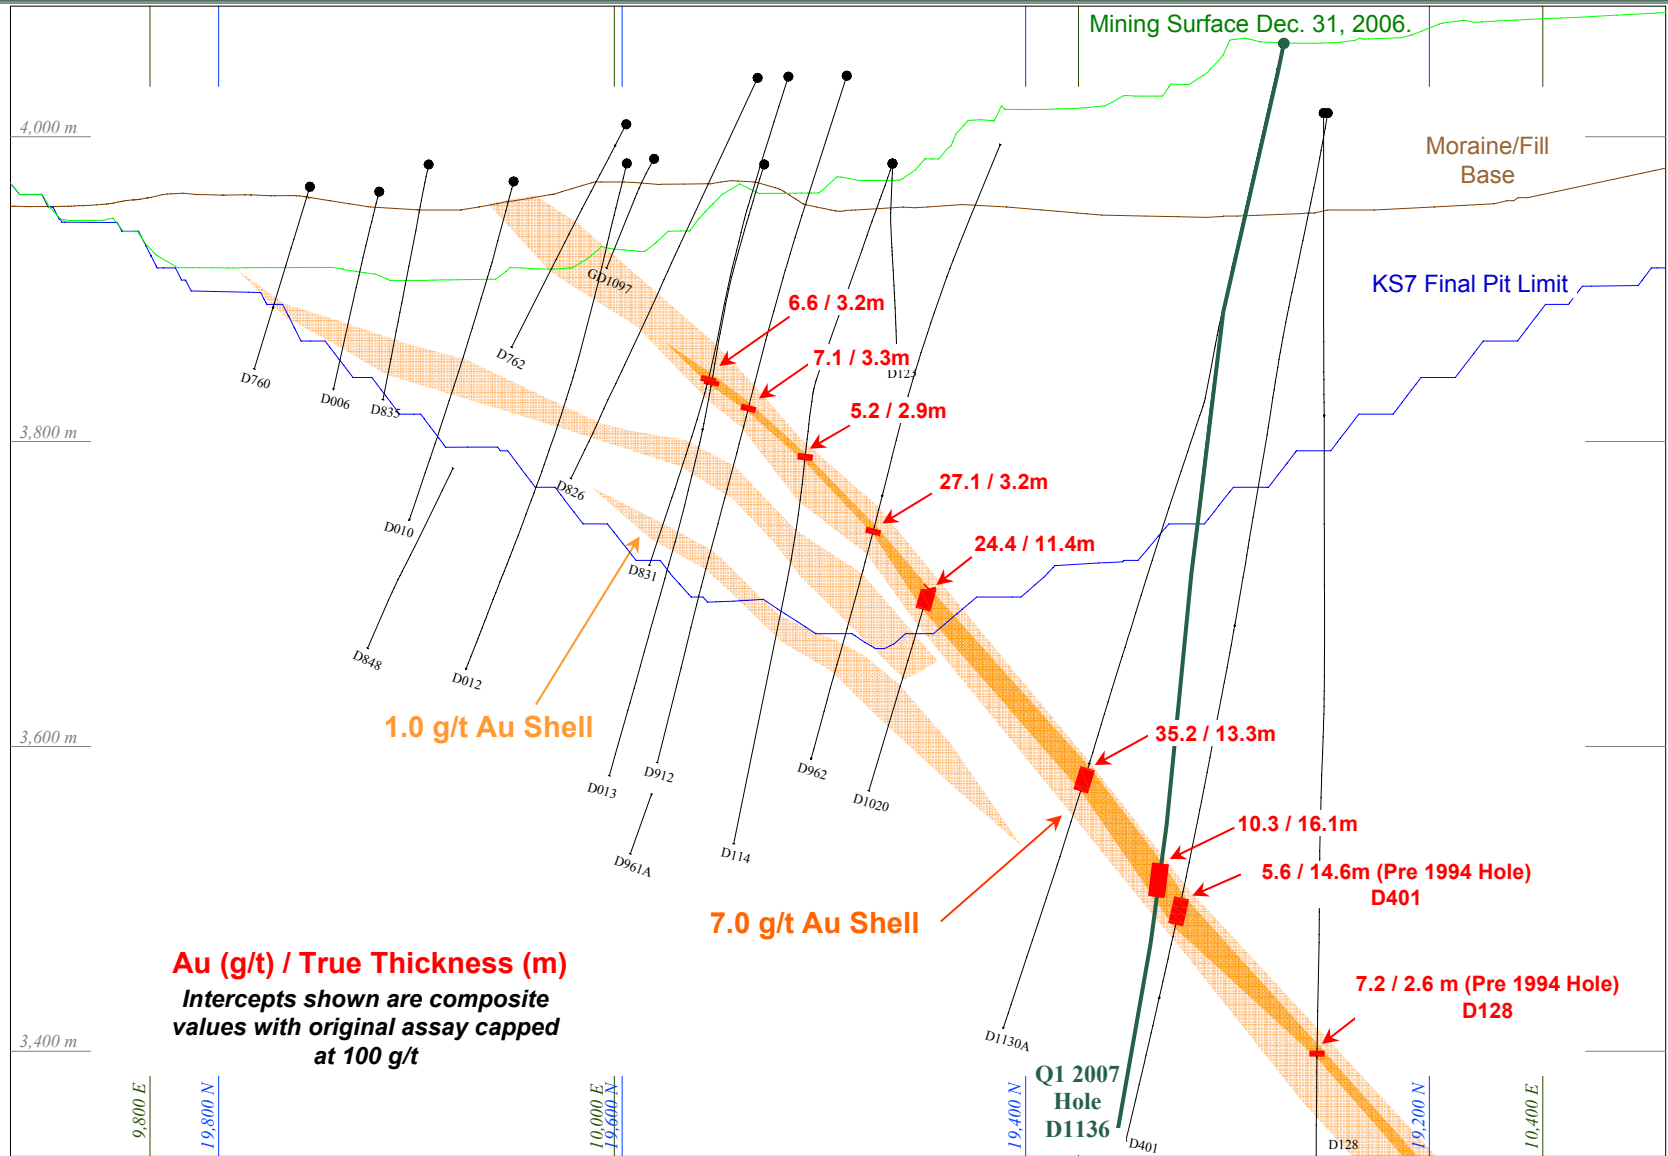 Mining Surface Dec. 31, 2006.
4,000 m
Moraine/Fill
Base
GD1097
KS7 Final Pit Limit
6.6 / 3.2m
7.1 / 3.3m
D762
D760
D123
D006
D835
5.2 / 2.9m
3,800 m
27.1 / 3.2m
D826
D010
24.4 / 11.4m
D831
D848
D012
1.0 g/t Au Shell
3,600 m
35.2 / 13.3m
D912
D962
D013
D1020
10.3 / 16.1m
D114
D961A
5.6 / 14.6m (Pre 1994 Hole)
D401
7.0 g/t Au Shell
Au (g/t) / True Thickness (m)
Intercepts shown are composite
values with original assay capped
at 100 g/t
7.2 / 2.6 m (Pre 1994 Hole)
D128
D1130A
3,400 m
Q1 2007
Hole
D1136
D401
D128
9,800 E
19,800 N
10,000 E
19,600 N
19,400 N
19,200 N
10,400 E